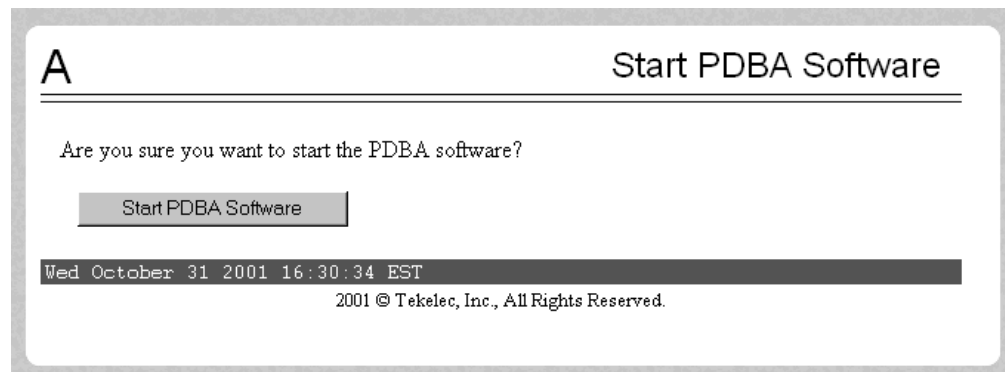 A
Start PDBA Software
Are you sure you want to start the PDBA software?
Start PDBA Software
Wed October 31 2001 16:30:34 EST
2001 © Tekelec, Inc., All Rights Reserved.